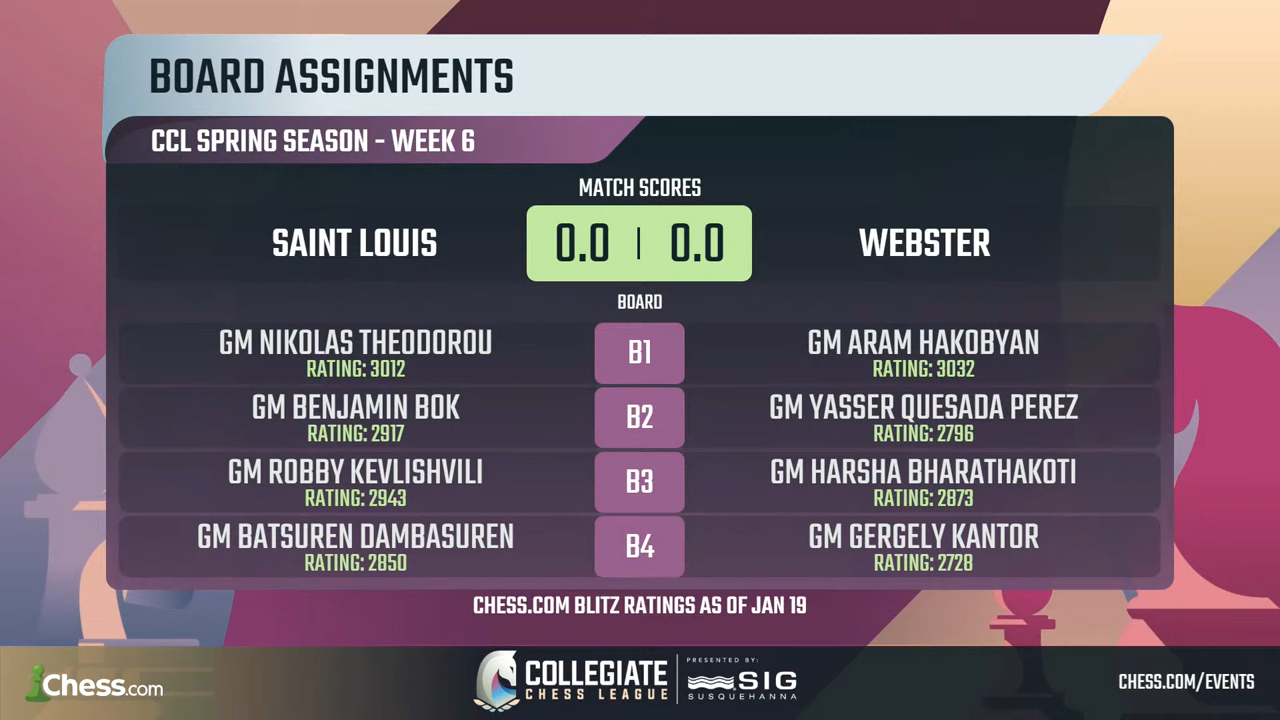 BOARD ASSIGNMENTS
CCL SPRING SEASON - WEEK 6
MATCH SCORES
SAINT LOUIS 0.0 | 0.0 WEBSTER
BOARD
GM NIKOLAS THEODOROU B1 GM ARAM HAKOBYAN
RATING: 3012 RATING: 3032
GM BENJAMIN BOK B2 GM YASSER QUESADA PEREZ
RATING: 2917 RATING: 2796
GM ROBBY KEVLISHVILI B3 GM HARSHA BHARATHAKOTI
RATING: 2943 RATING: 2873
GM BATSUREN DAMBASUREN B4 GM GERGELY KANTOR
RATING: 2850 RATING: 2728
CHESS.COM BLITZ RATINGS AS OF JAN 19
Chess.com COLLEGIATE CHESS LEAGUE PRESENTED BY: SIG SUSQUEHANNA CHESS.COM/EVENTS